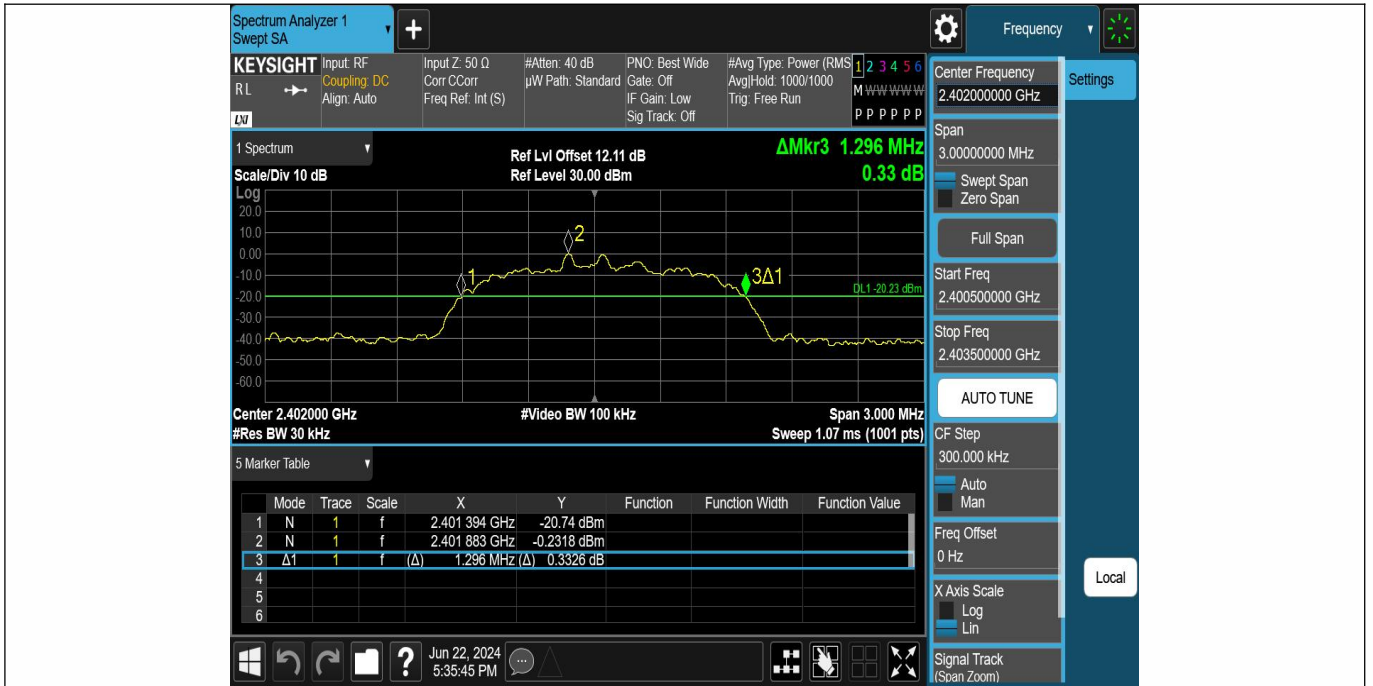 Spectrum Analyzer 1
Swept SA
+
Frequency
KEYSIGHT
RL
LXI
Input: RF
Coupling: DC
Align: Auto
Input Z: 50 Ω
Corr CCorr
Freq Ref: Int (S)
#Atten: 40 dB
µW Path: Standard
PNO: Best Wide
Gate: Off
IF Gain: Low
Sig Track: Off
#Avg Type: Power (RMS
Avg|Hold: 1000/1000
Trig: Free Run
1 2 3 4 5 6
M W W W W W
P P P P P P
1 Spectrum
Scale/Div 10 dB
Ref Lvl Offset 12.11 dB
Ref Level 30.00 dBm
ΔMkr3 1.296 MHz
0.33 dB
Log
20.0
10.0
0.00
-10.0
-20.0
-30.0
-40.0
-50.0
-60.0
1
2
3Δ1
DL1 -20.23 dBm
Center 2.402000 GHz
#Video BW 100 kHz
Span 3.000 MHz
#Res BW 30 kHz
Sweep 1.07 ms (1001 pts)
5 Marker Table
Mode Trace Scale X Y Function Function Width Function Value
1 N 1 f 2.401 394 GHz -20.74 dBm
2 N 1 f 2.401 883 GHz -0.2318 dBm
3 Δ1 1 f (Δ) 1.296 MHz (Δ) 0.3326 dB
4
5
6
?
Jun 22, 2024
5:35:45 PM
Center Frequency
2.402000000 GHz
Settings
Span
3.00000000 MHz
Swept Span
Zero Span
Full Span
Start Freq
2.400500000 GHz
Stop Freq
2.403500000 GHz
AUTO TUNE
CF Step
300.000 kHz
Auto
Man
Freq Offset
0 Hz
Local
X Axis Scale
Log
Lin
Signal Track
(Span Zoom)